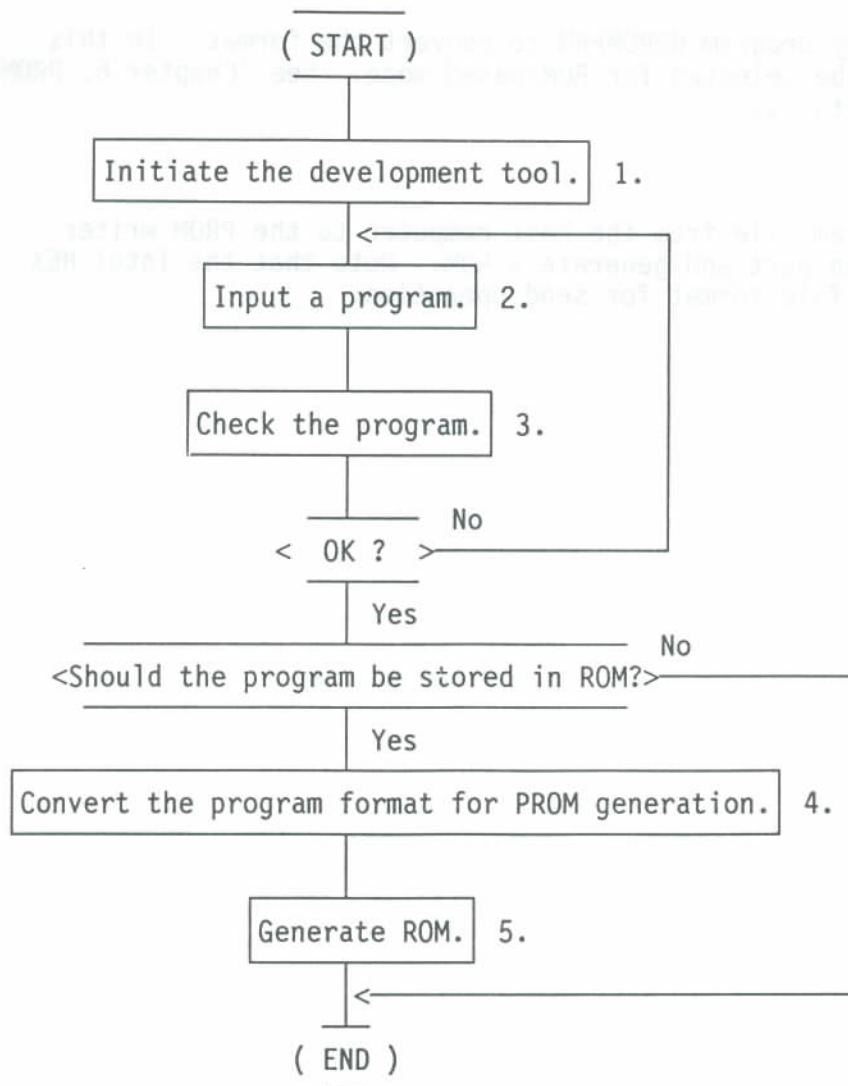 ( START )
Initiate the development tool. 1.
<
Input a program. 2.
Check the program. 3.
No
< OK ? >
Yes
No
<Should the program be stored in ROM?>
Yes
Convert the program format for PROM generation. 4.
Generate ROM. 5.
<
( END )